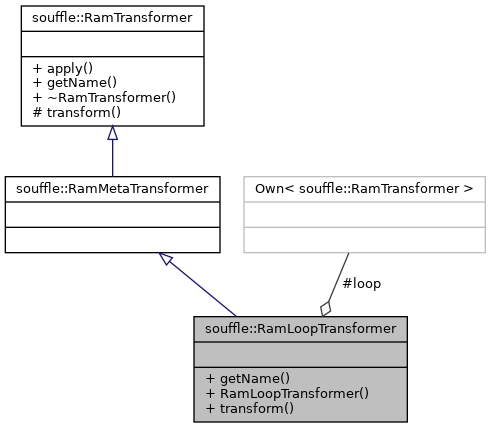 souffle::RamTransformer
+ apply()
+ getName()
+ ~RamTransformer()
# transform()
souffle::RamMetaTransformer
Own< souffle::RamTransformer >
#loop
souffle::RamLoopTransformer
+ getName()
+ RamLoopTransformer()
+ transform()